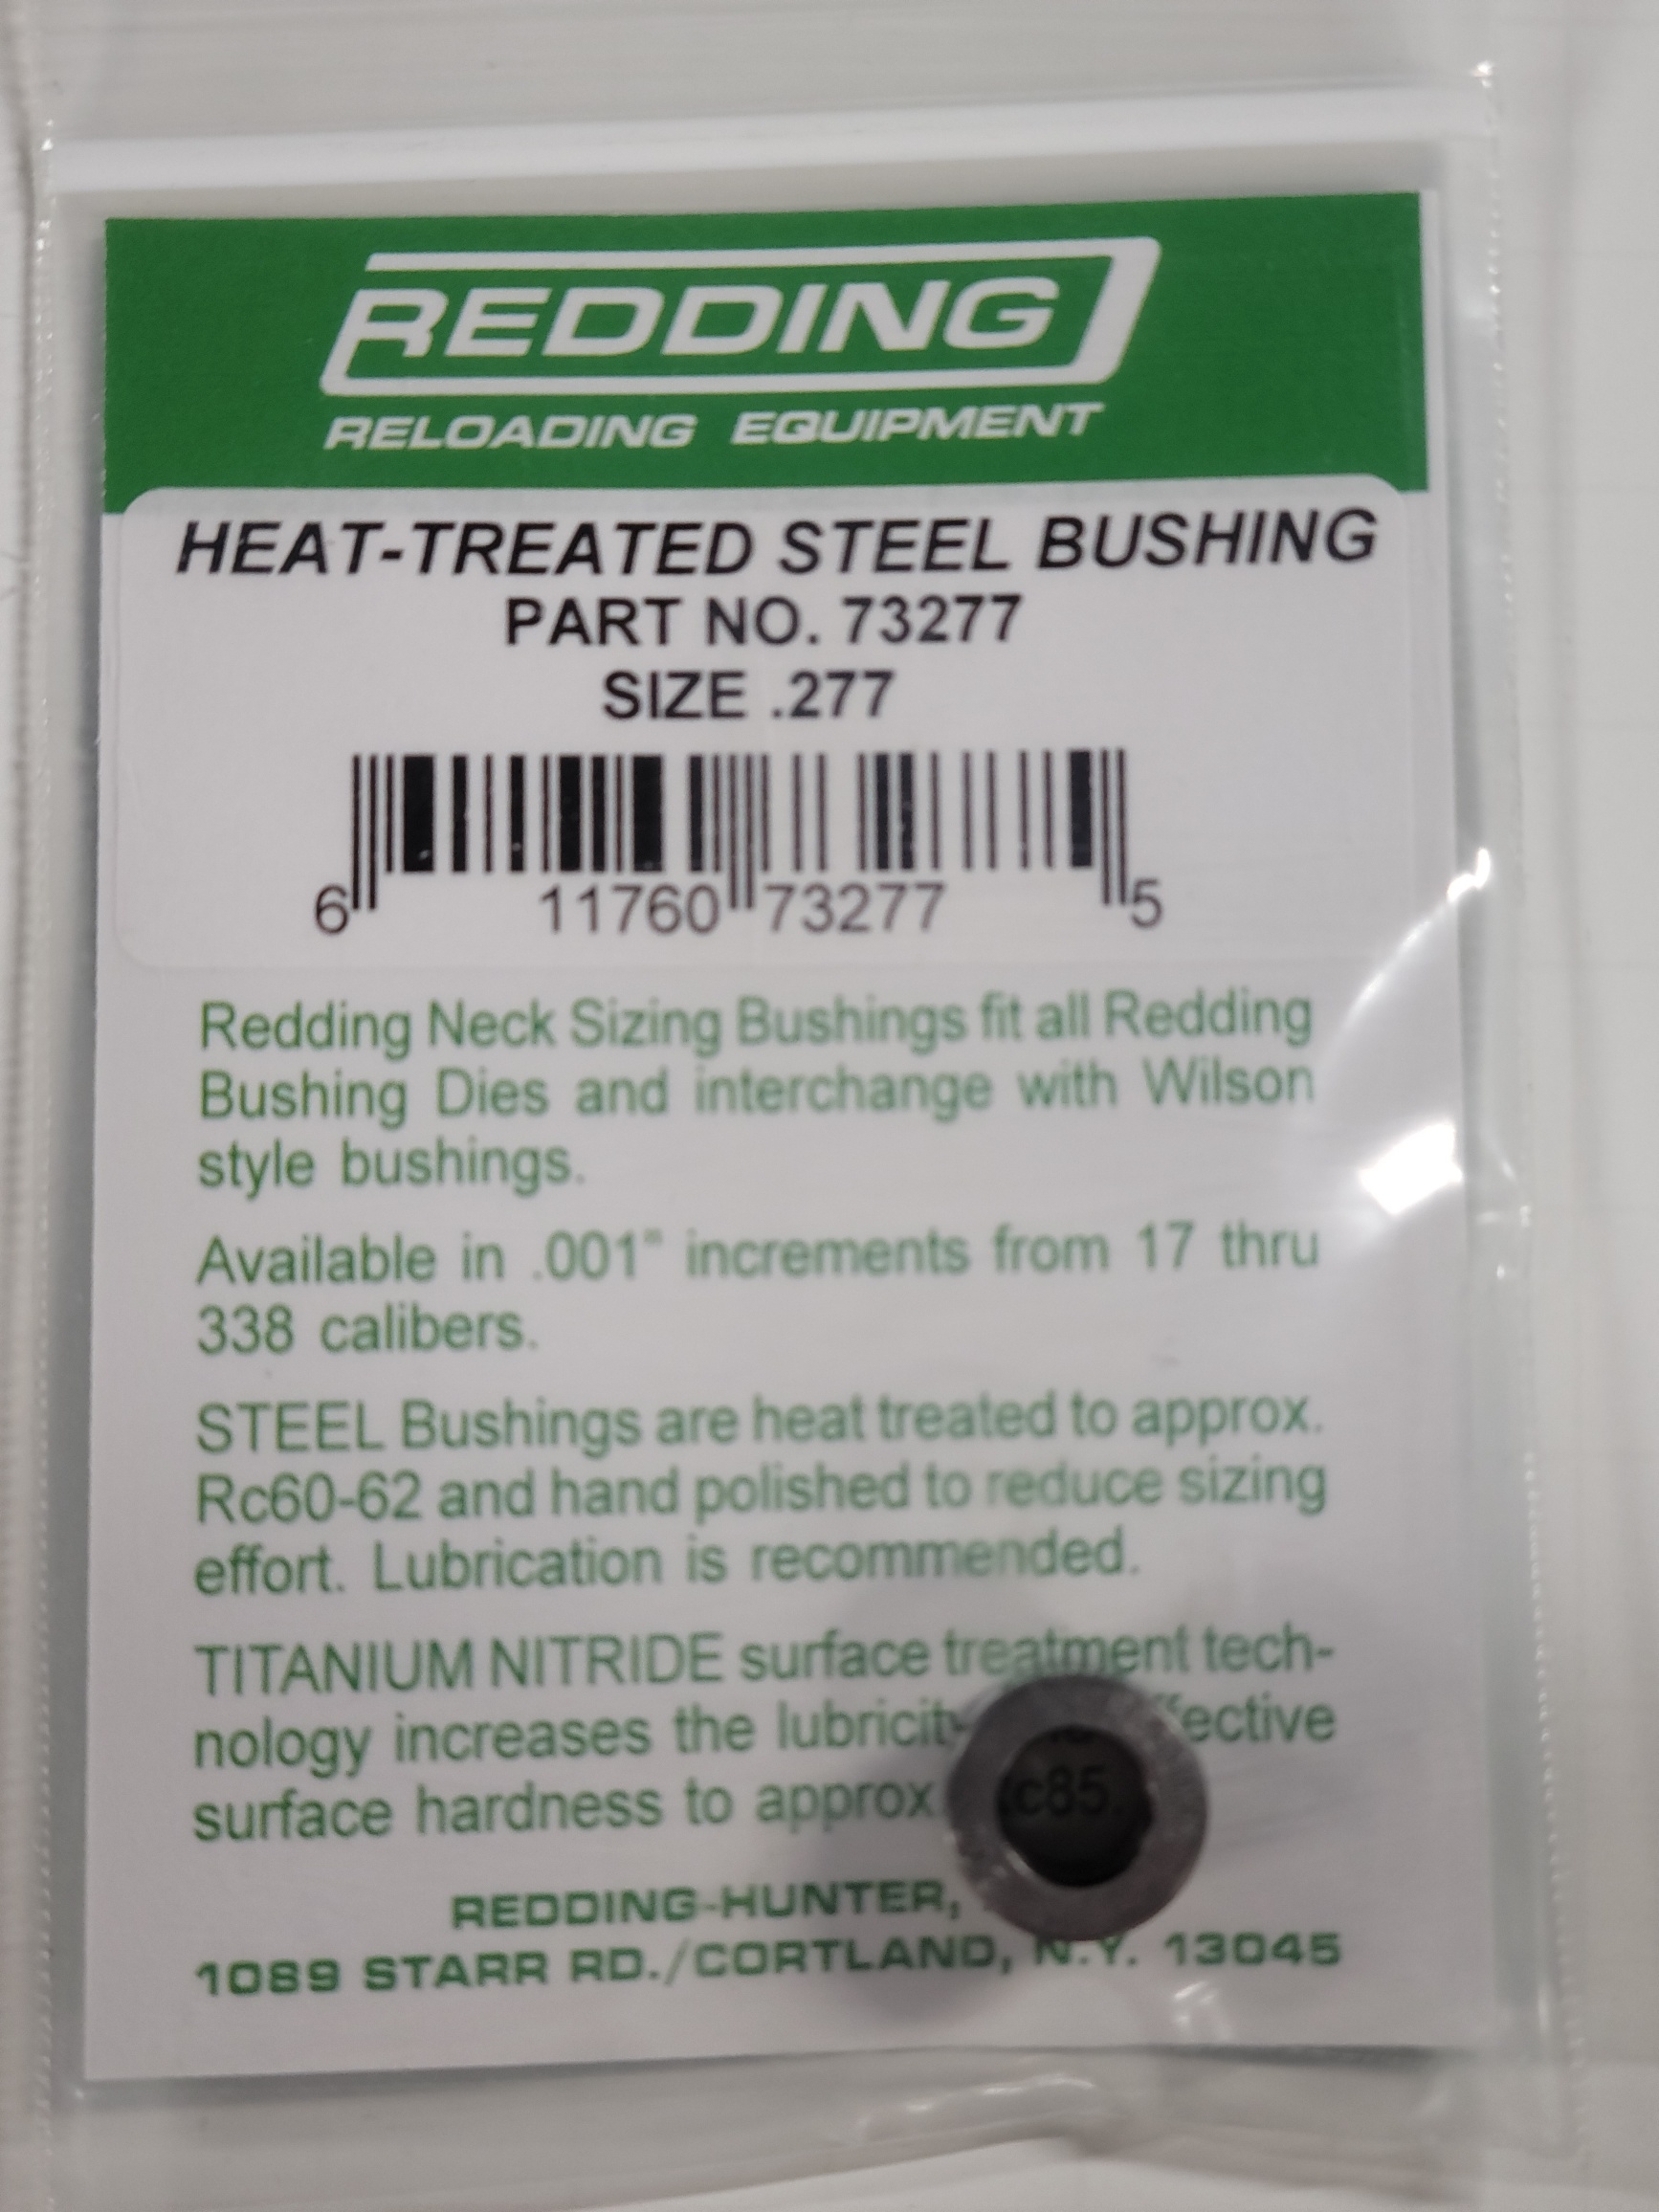 REDDING
RELOADING EQUIPMENT
HEAT-TREATED STEEL BUSHING
PART NO. 73277
SIZE .277
6 11760 73277 5
Redding Neck Sizing Bushings fit all Redding
Bushing Dies and interchange with Wilson
style bushings.
Available in .001" increments from 17 thru
338 calibers.
STEEL Bushings are heat treated to approx.
Rc60-62 and hand polished to reduce sizing
effort. Lubrication is recommended.
TITANIUM NITRIDE surface treatment tech-
nology increases the lubricity
surface hardness to approx. c85.
REDDING-HUNTER,
1089 STARR RD./CORTLAND, N.Y. 13045